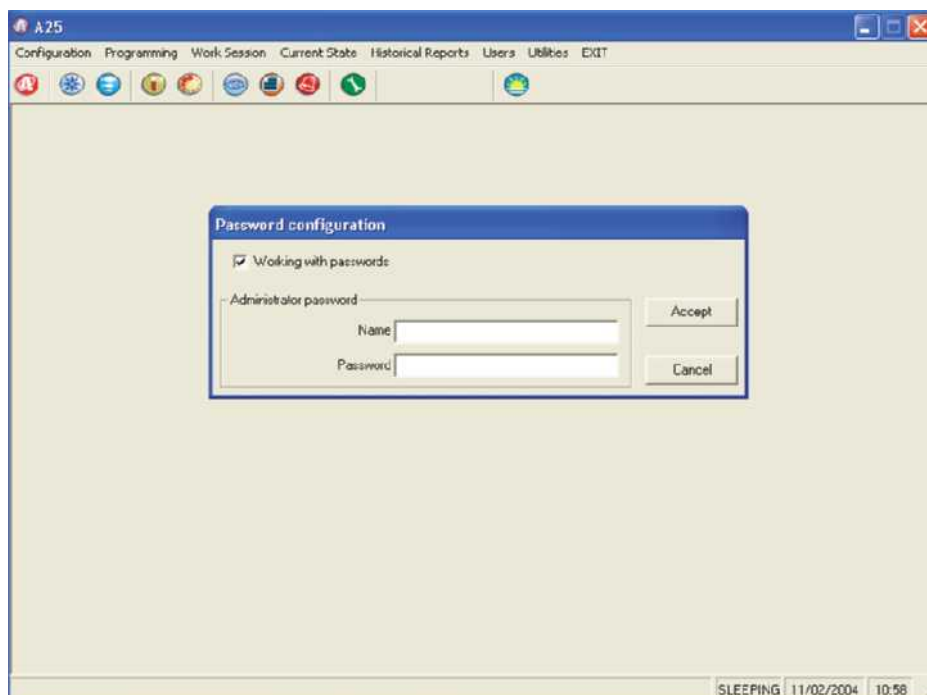 A25
Configuration Programming Work Session Current State Historical Reports Users Utilities EXIT
Password configuration
Working with passwords
Administrator password
Name
Accept
Password
Cancel
SLEEPING 11/02/2004 10:58